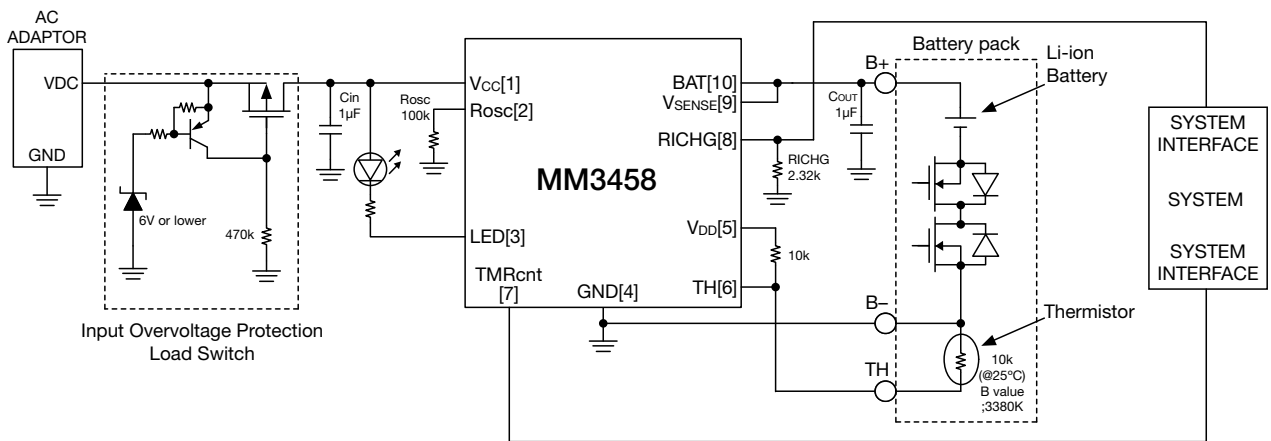 AC
ADAPTOR
VDC
GND
6V or lower
470k
Input Overvoltage Protection
Load Switch
Cin
1µF
Rosc
100k
VCC[1]
Rosc[2]
LED[3]
TMRcnt
[7]
GND[4]
MM3458
BAT[10]
VSENSE[9]
RICHG[8]
VDD[5]
TH[6]
RICHG
2.32k
10k
COUT
1µF
B+
B−
TH
Battery pack
Li-ion
Battery
Thermistor
10k
(@25°C)
B value
;3380K
SYSTEM
INTERFACE
SYSTEM
SYSTEM
INTERFACE